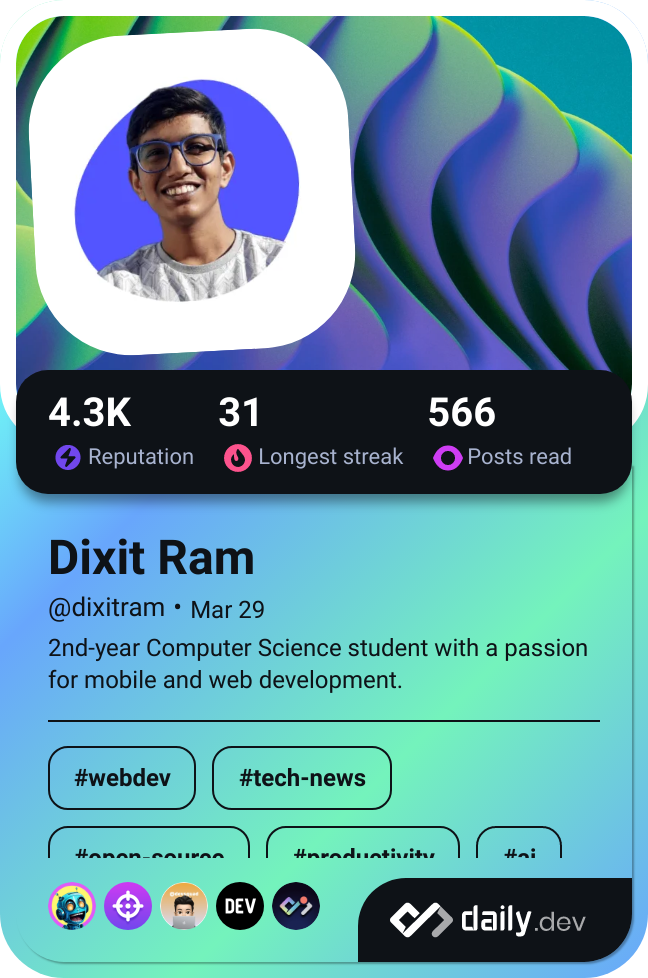 4.3K 31 566
Reputation Longest streak Posts read
Dixit Ram
@dixitram • Mar 29
2nd-year Computer Science student with a passion
for mobile and web development.
#webdev #tech-news
#open-source #productivity #ai
DEV
daily.dev